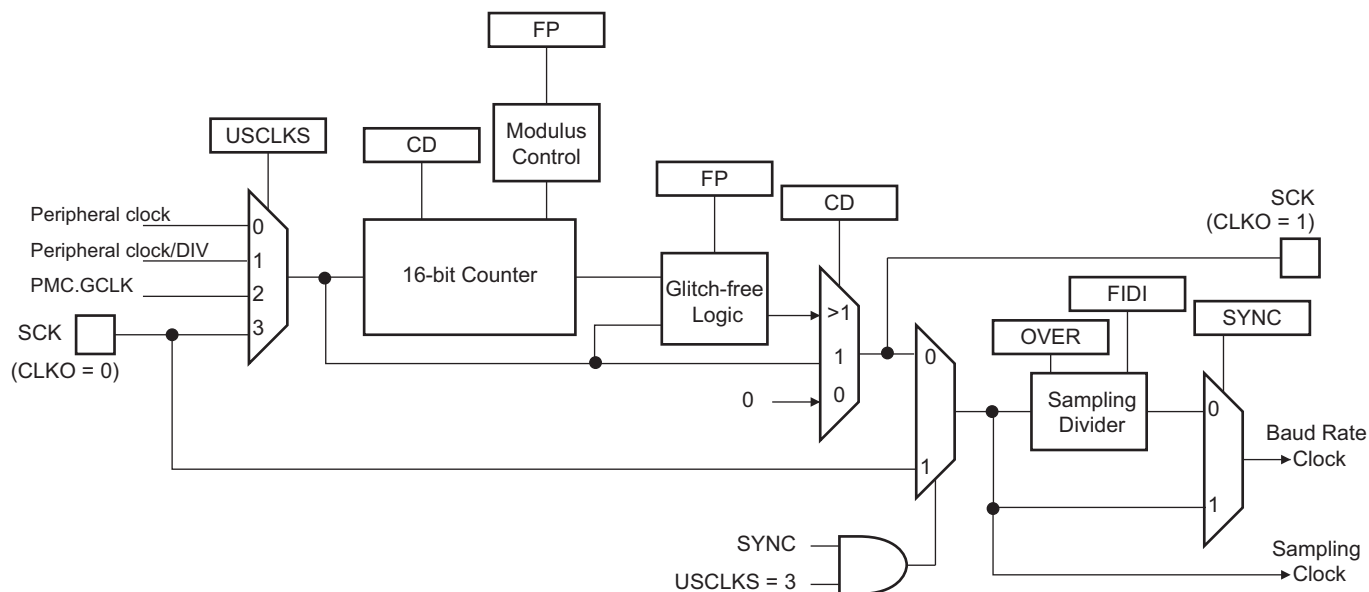 FP
USCLKS
CD
Modulus
Control
FP
CD
SCK
(CLKO = 1)
Peripheral clock
0
Peripheral clock/DIV
1
16-bit Counter
PMC.GCLK
2
Glitch-free
Logic
>1
FIDI
SCK
3
OVER
SYNC
(CLKO = 0)
1
0
0
0
Sampling
Divider
0
Baud Rate
Clock
1
1
SYNC
USCLKS = 3
Sampling
Clock